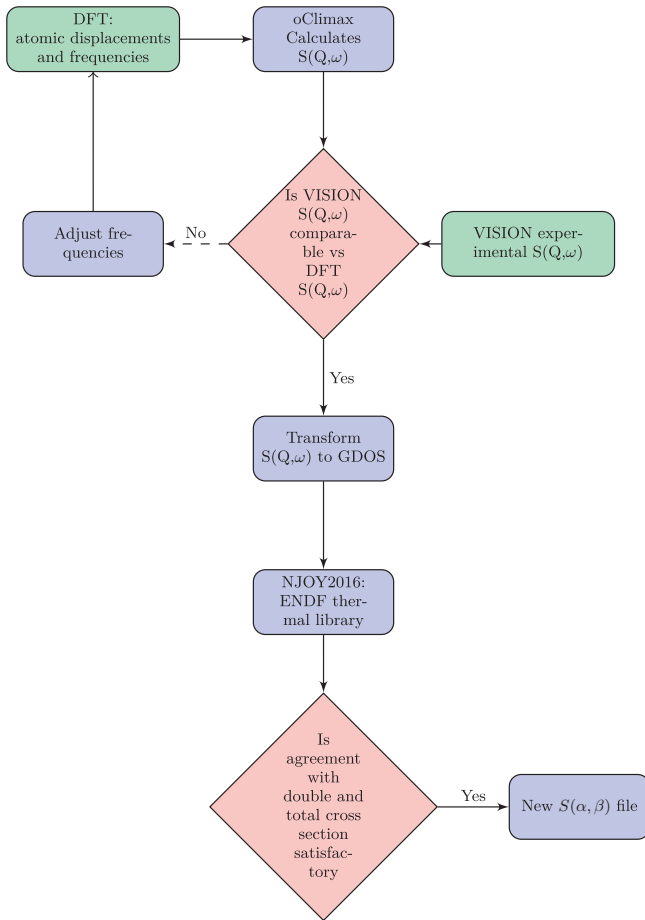 DFT:
atomic displacements
and frequencies
oClimax
Calculates
S(Q,ω)
Is VISION
S(Q,ω)
compara-
ble vs
DFT
S(Q,ω)
VISION exper-
imental S(Q,ω)
No
Adjust fre-
quencies
Yes
Transform
S(Q,ω) to GDOS
NJOY2016:
ENDF ther-
mal library
Is
agreement
with
double and
total cross
section
satisfac-
tory
Yes
New S(α, β) file